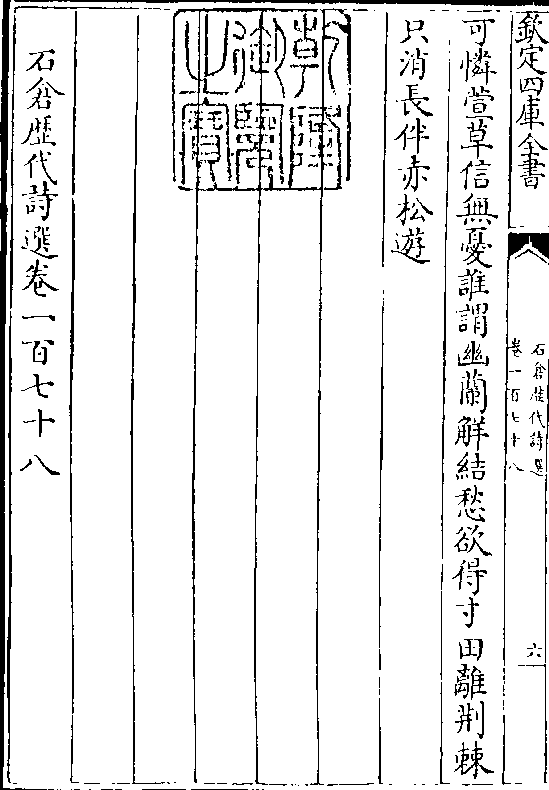 欽定四庫全書
石倉歴代詩選
卷一百七十八
六
可憐萱草信無憂誰謂幽蘭解結愁欲得寸田離荆棘
只消長伴赤松遊
乾隆
御覽
之寶
石倉歴代詩選卷一百七十八